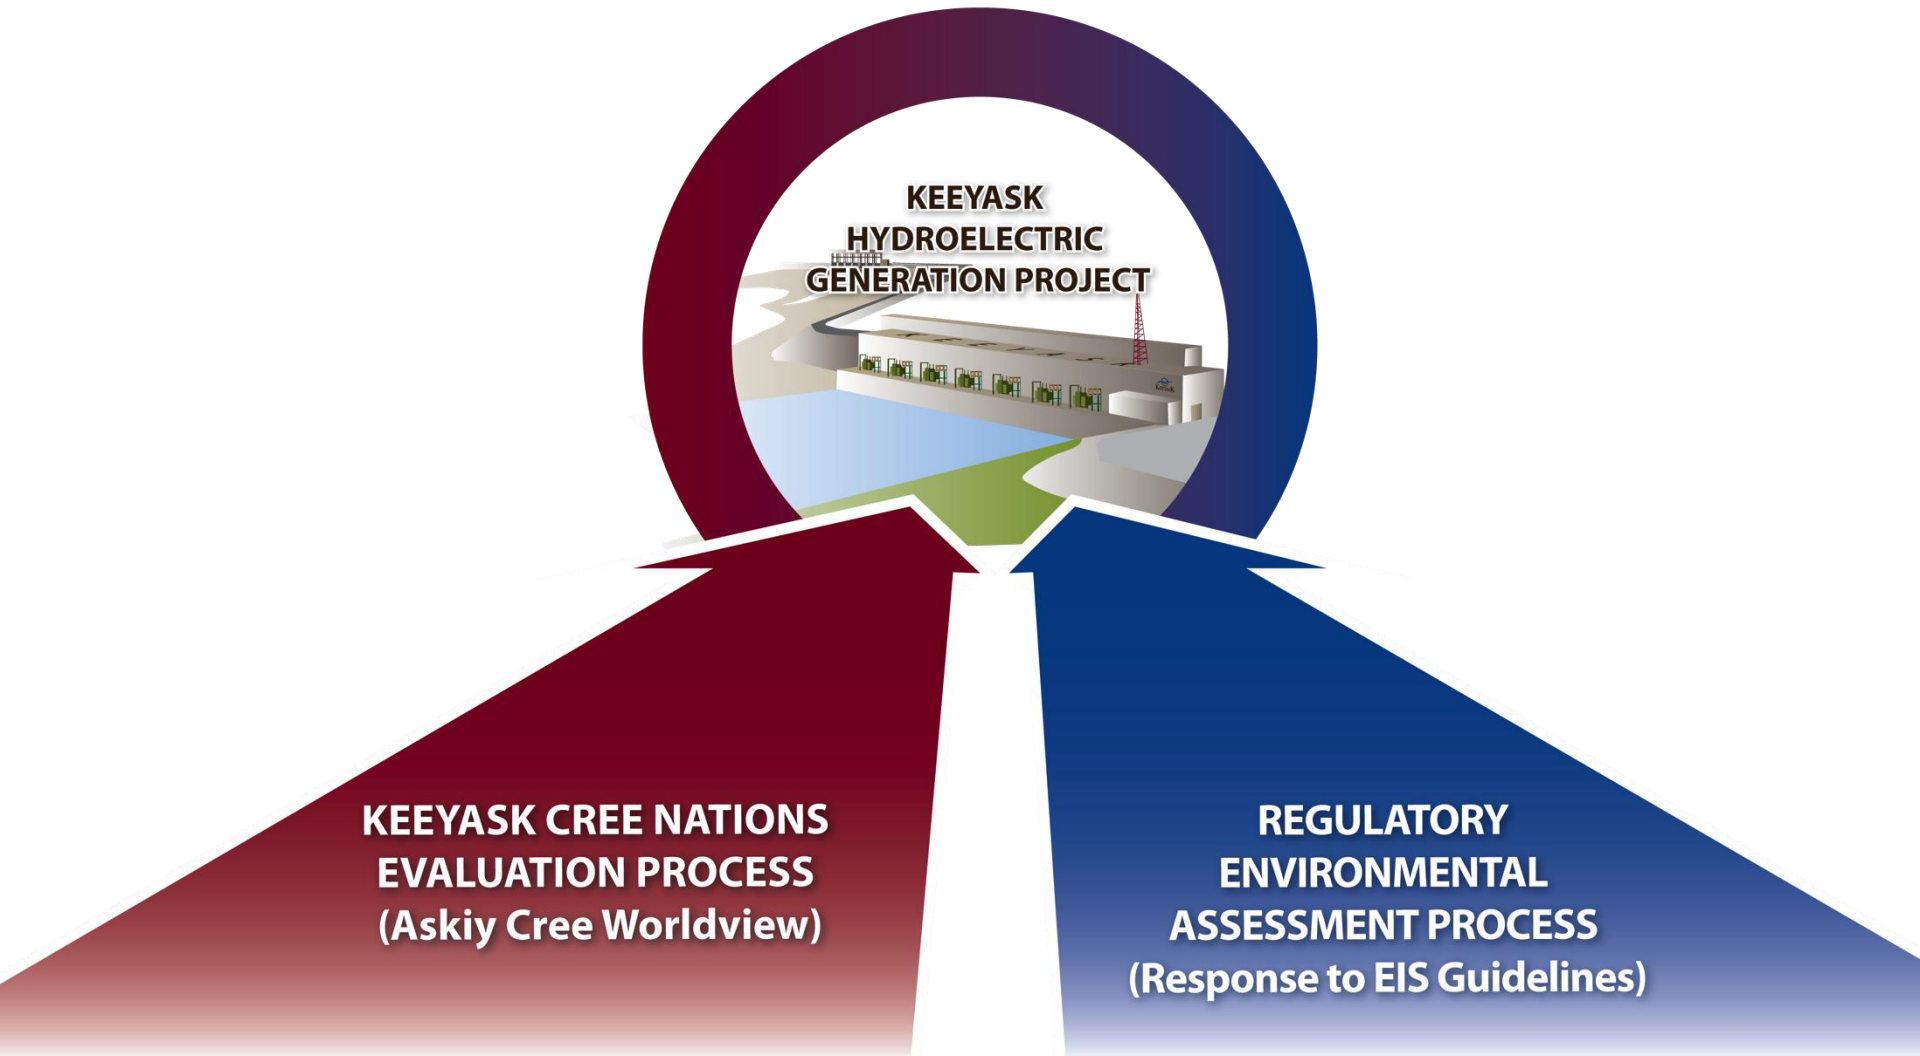 KEEYASK
HYDROELECTRIC
GENERATION PROJECT
KEEYASK
KEEYASK CREE NATIONS
EVALUATION PROCESS
(Askiy Cree Worldview)
REGULATORY
ENVIRONMENTAL
ASSESSMENT PROCESS
(Response to EIS Guidelines)